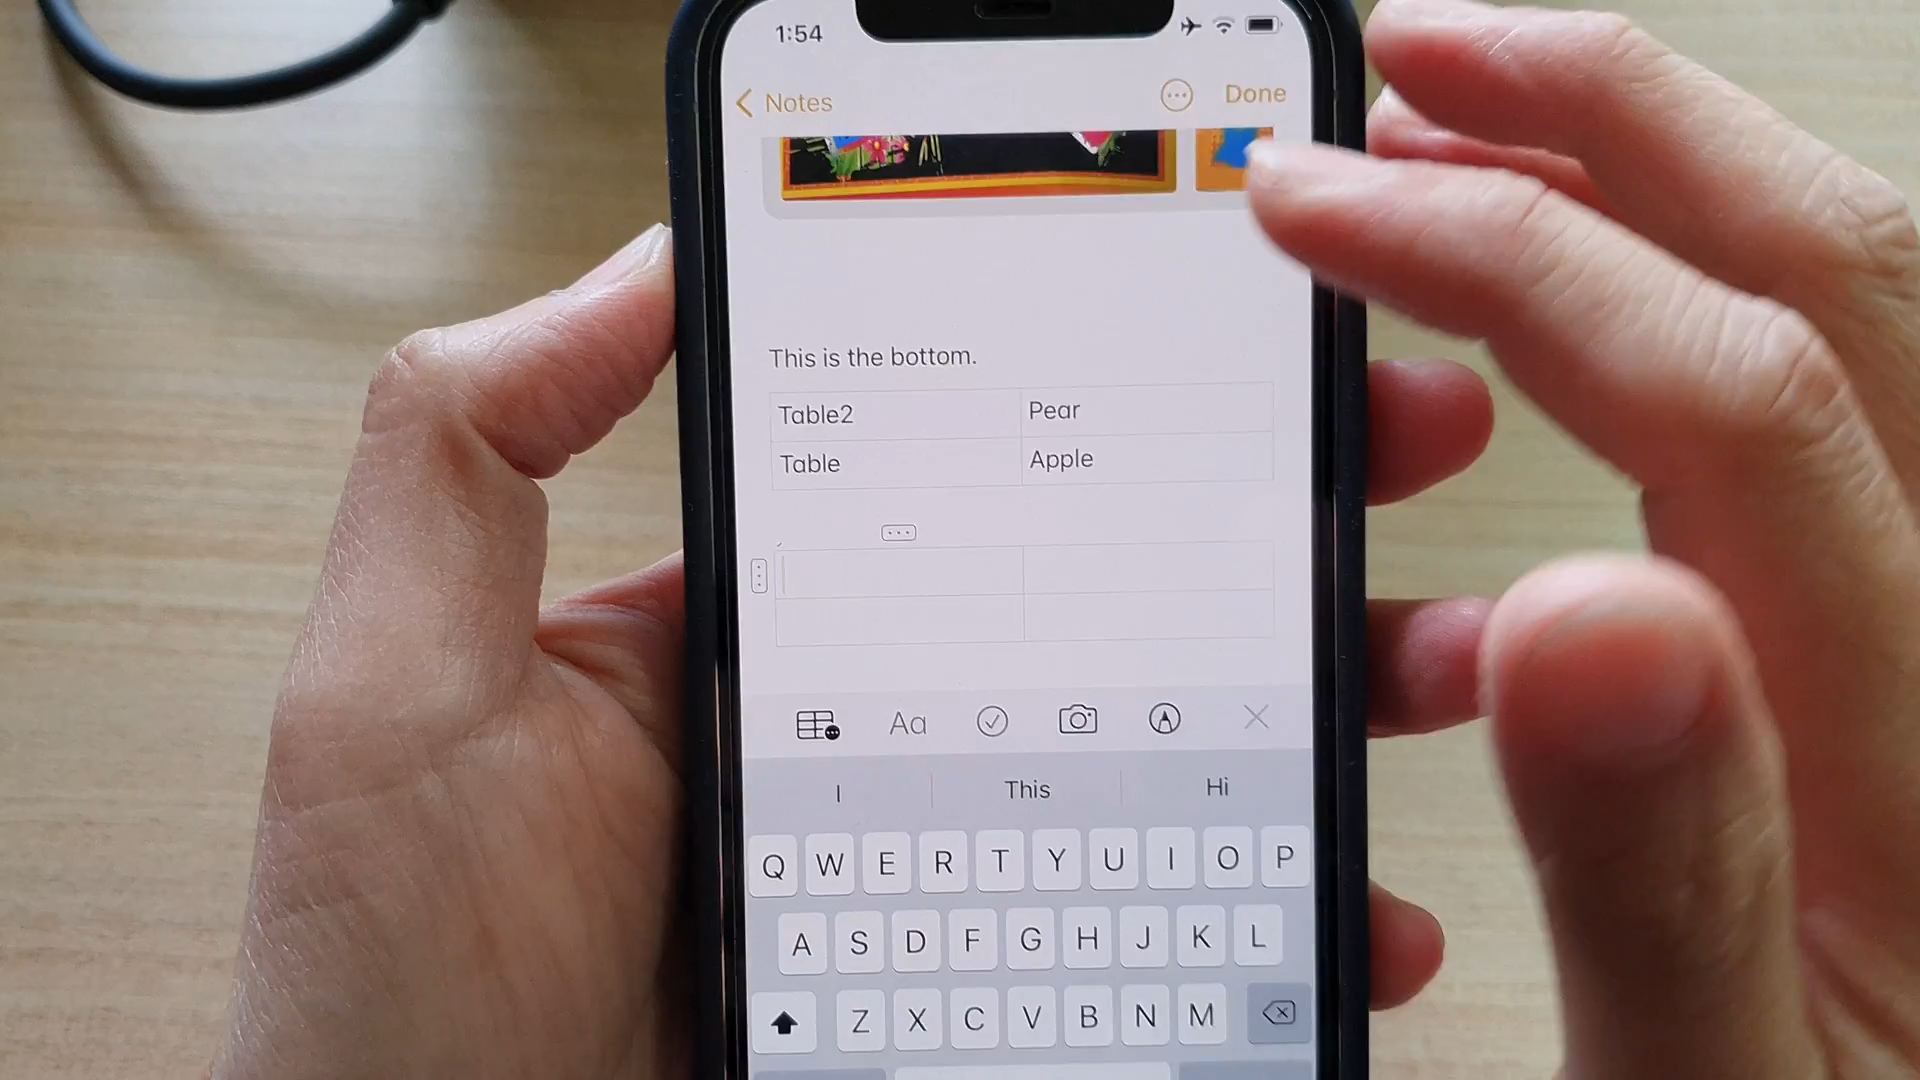 1:54
Notes
Done
This is the bottom.
Table2 Pear
Table Apple
Aa
I This Hi
Q W E R T Y U I O P
A S D F G H J K L
Z X C V B N M